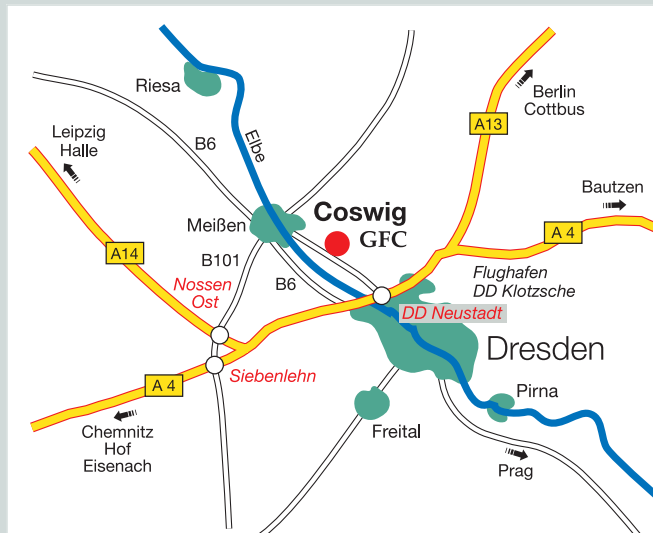 Riesa
Berlin
Cottbus
A13
Leipzig
Halle
B6
Elbe
Bautzen
Coswig
Meißen
GFC
A 4
A14
B101
Flughafen
DD Klotzsche
Nossen
Ost
B6
DD Neustadt
Dresden
Siebenlehn
A 4
Pirna
Chemnitz
Hof
Eisenach
Freital
Prag